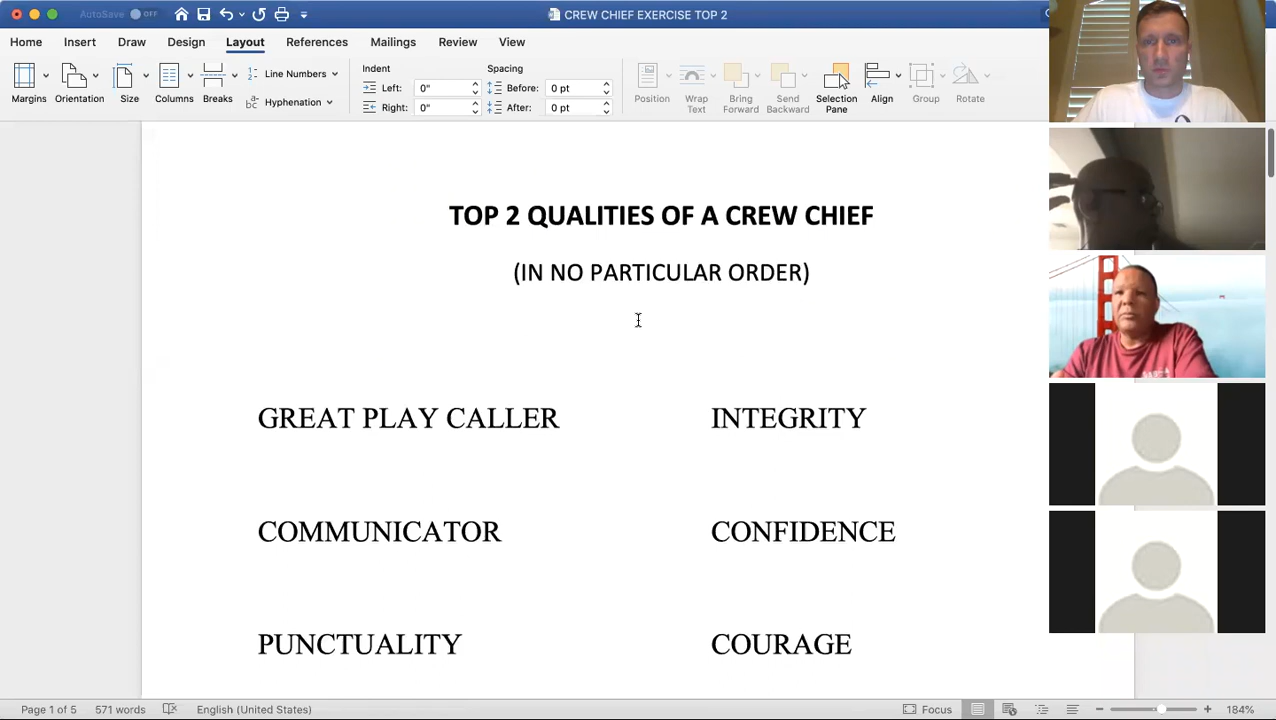 AutoSave OFF CREW CHIEF EXERCISE TOP 2
Home Insert Draw Design Layout References Mailings Review View
Margins Orientation Size Columns Breaks Line Numbers Hyphenation
Indent Spacing
Left: 0" Before: 0 pt
Right: 0" After: 0 pt
Position Wrap Text Bring Forward Send Backward Selection Pane Align Group Rotate
TOP 2 QUALITIES OF A CREW CHIEF
(IN NO PARTICULAR ORDER)
GREAT PLAY CALLER INTEGRITY
COMMUNICATOR CONFIDENCE
PUNCTUALITY COURAGE
Page 1 of 5 571 words English (United States) Focus 184%